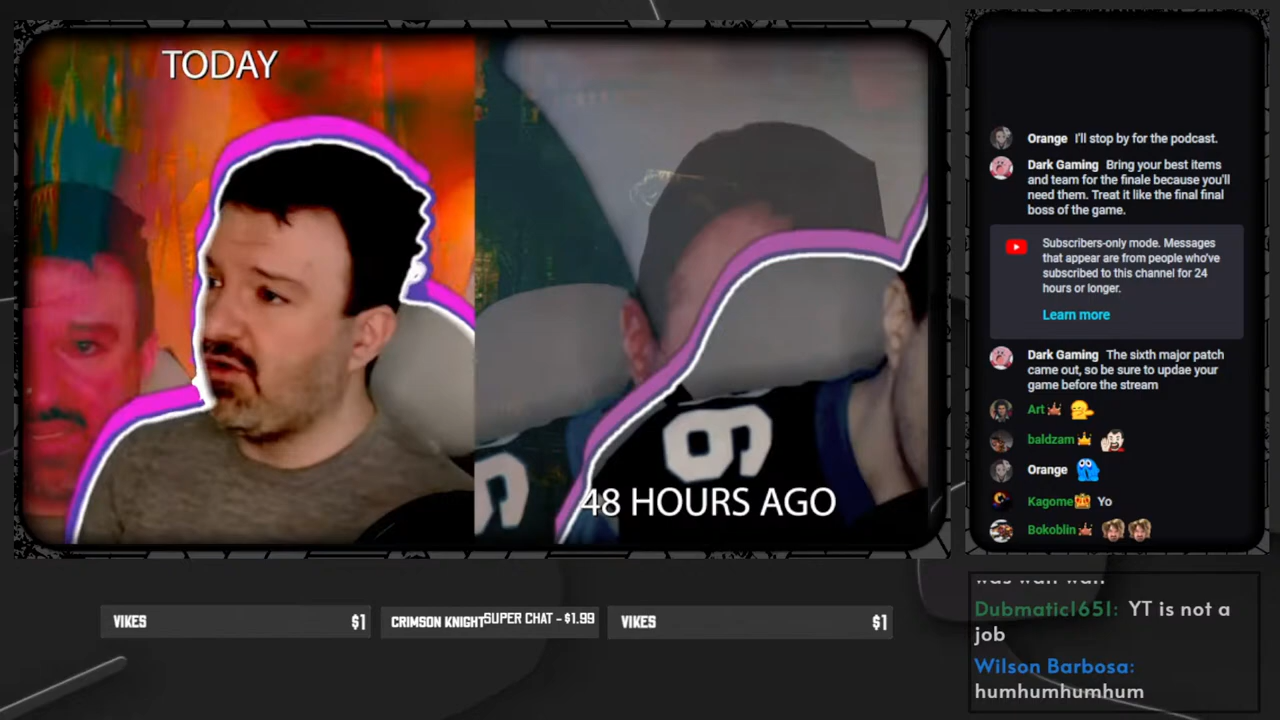 TODAY
48 HOURS AGO
9
Orange I'll stop by for the podcast.
Dark Gaming Bring your best items
and team for the finale because you'll
need them. Treat it like the final final
boss of the game.
Subscribers-only mode. Messages
that appear are from people who've
subscribed to this channel for 24
hours or longer.
Learn more
Dark Gaming The sixth major patch
came out, so be sure to updae your
game before the stream
Art
baldzam
Orange
Kagome Yo
Bokoblin
VIKES $1
CRIMSON KNIGHT SUPER CHAT - $1.99
VIKES $1
was wah wah
Dubmatic1651: YT is not a
job
Wilson Barbosa:
humhumhumhum